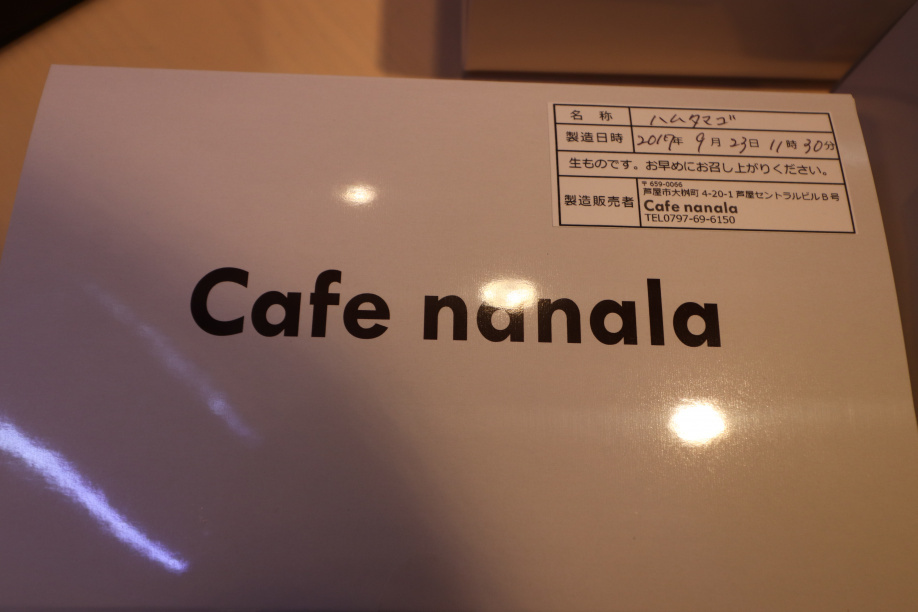 名 称 ハムタマゴ
製造日時 2017年 9月 23日 11時 30分
生ものです。お早めにお召し上がりください。
製造販売者
〒659-0066
芦屋市大桝町 4-20-1 芦屋セントラルビルB号
Cafe nanala
TEL0797-69-6150
Cafe nanala